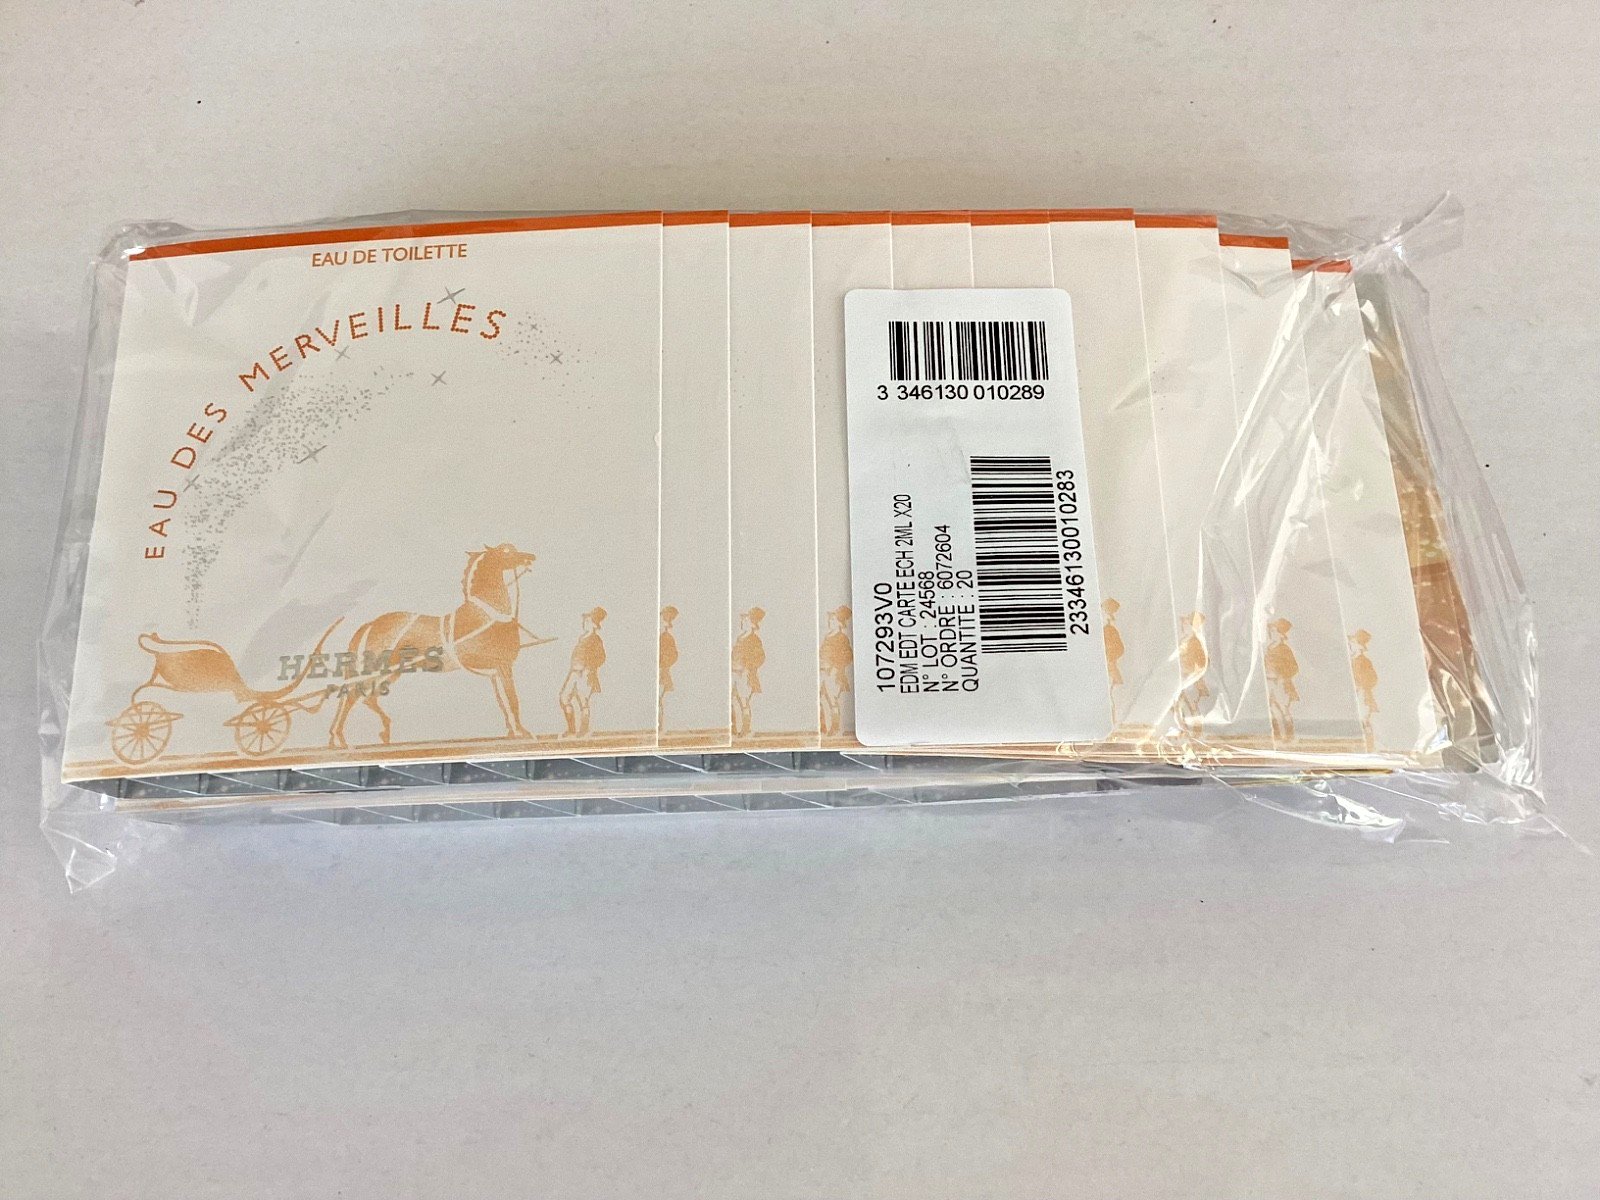 EAU DE TOILETTE
EAU DES MERVEILLES
HERMÈS
PARIS
3 346130 010289
107293V0
EDM EDT CARTE ECH 2ML X20
N° LOT : 24568
N° ORDRE : 6072604
QUANTITE : 20
23346130010283